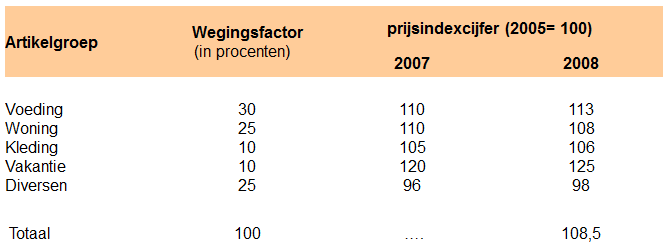 Artikelgroep Wegingsfactor (in procenten) prijsindexcijfer (2005= 100)
2007 2008
Voeding 30 110 113
Woning 25 110 108
Kleding 10 105 106
Vakantie 10 120 125
Diversen 25 96 98
Totaal 100 .... 108,5